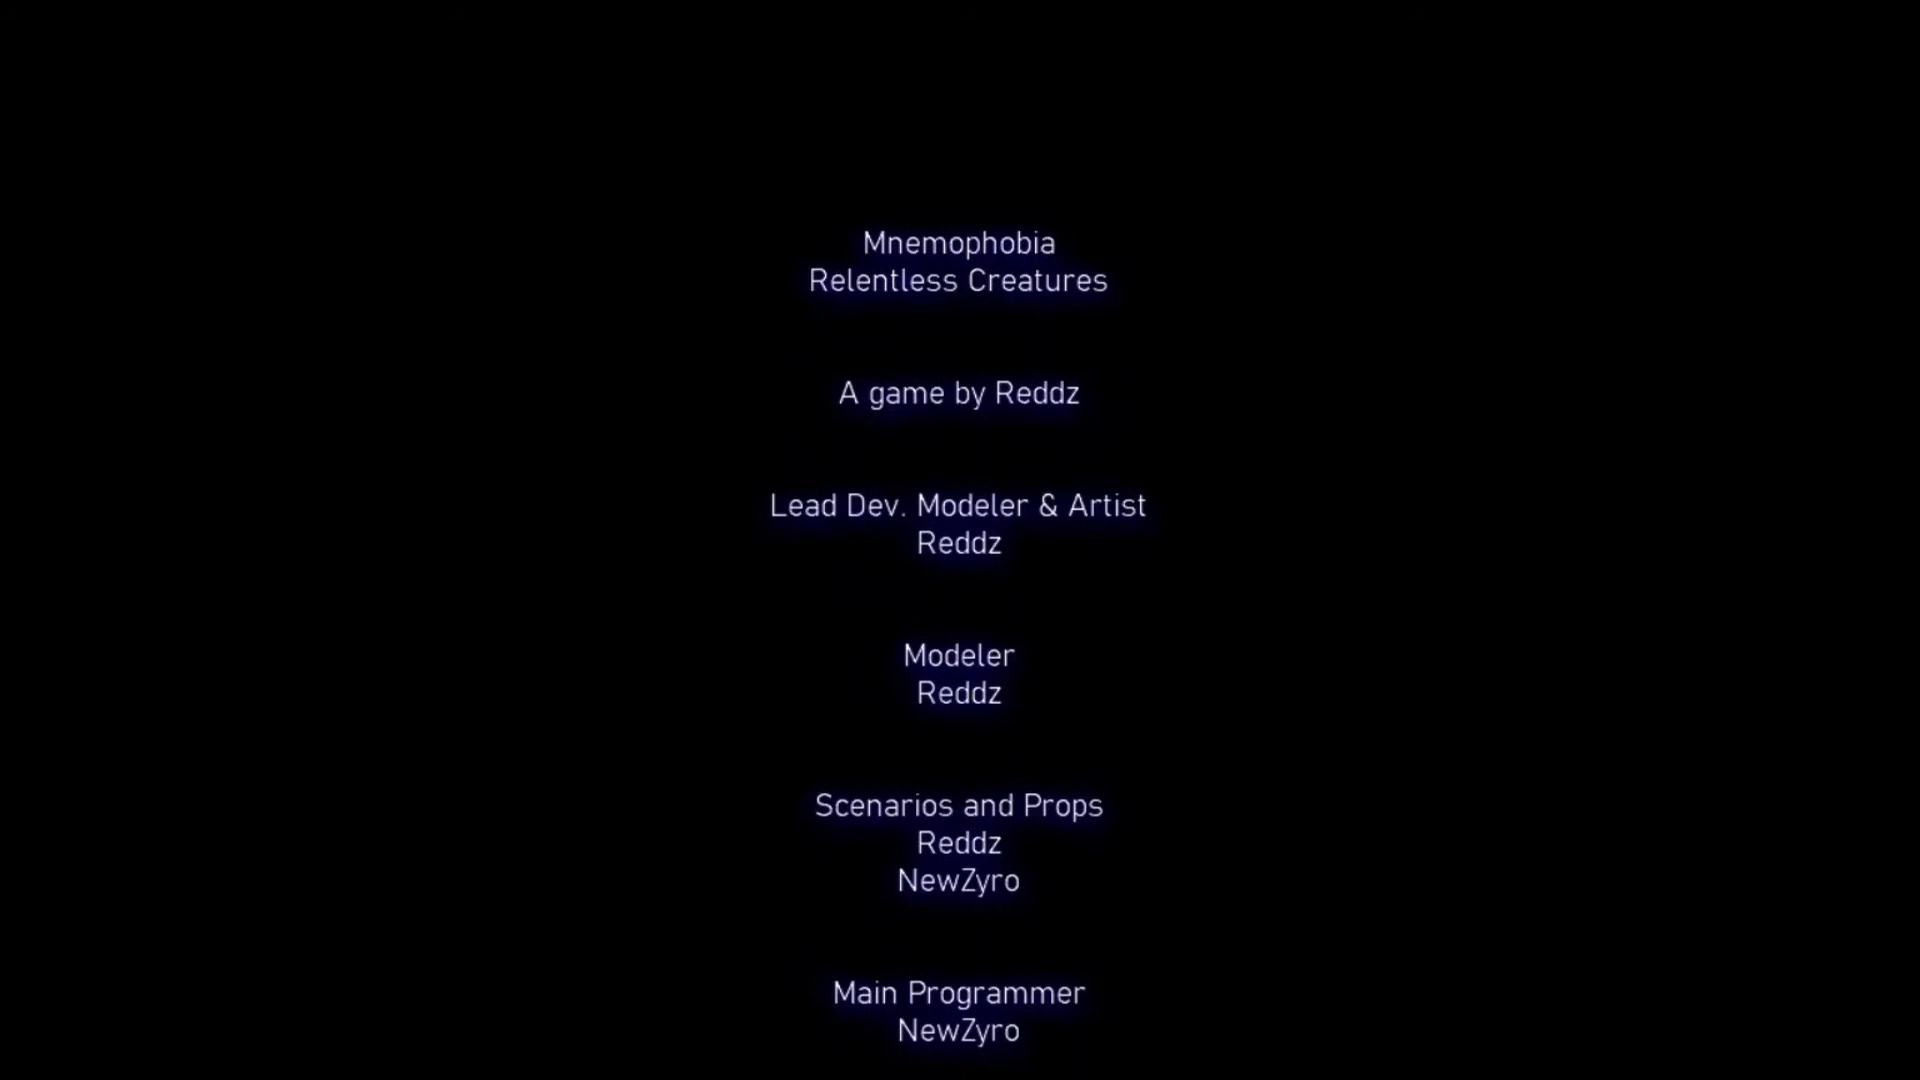 Mnemophobia
Relentless Creatures
A game by Reddz
Lead Dev. Modeler & Artist
Reddz
Modeler
Reddz
Scenarios and Props
Reddz
NewZyro
Main Programmer
NewZyro